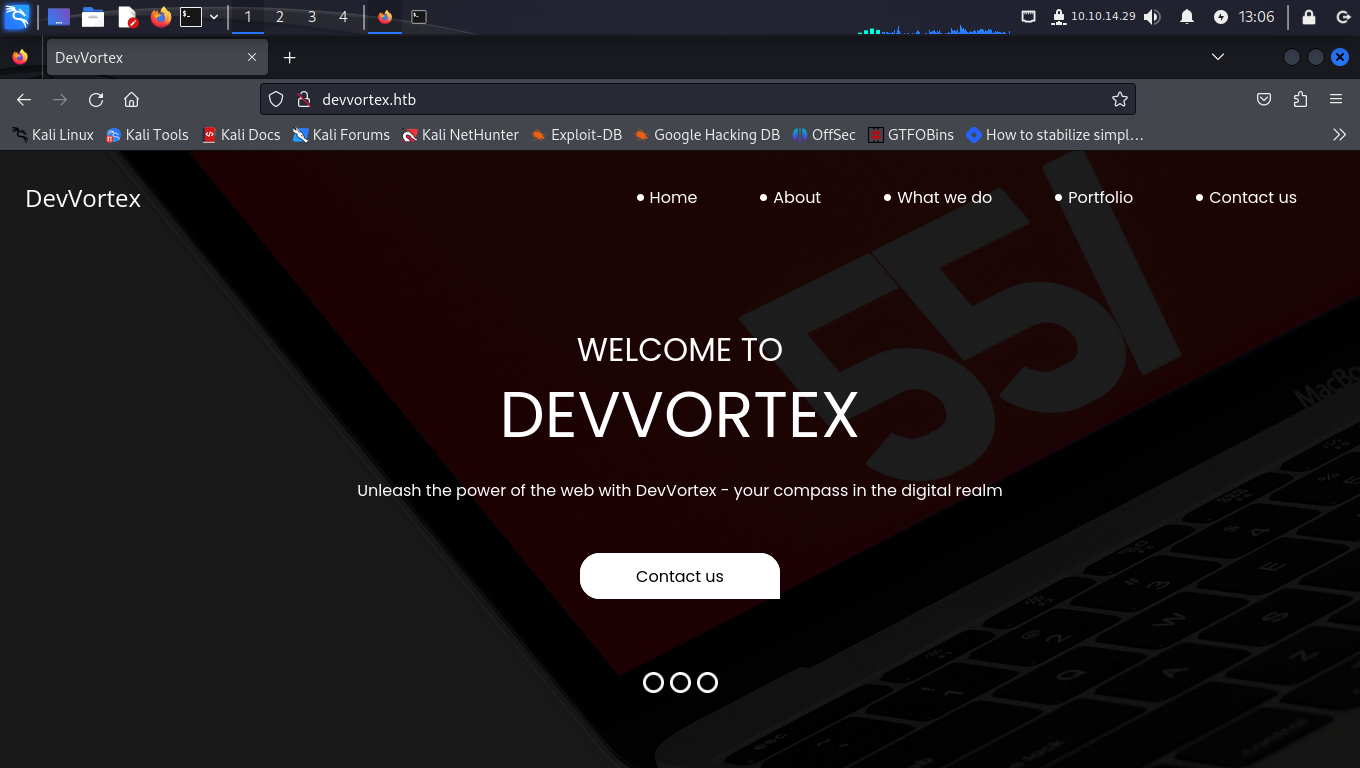 1 2 3 4 10.10.14.29 13:06
DevVortex
devvortex.htb
Kali Linux Kali Tools Kali Docs Kali Forums Kali NetHunter Exploit-DB Google Hacking DB OffSec GTFOBins How to stabilize simpl…
DevVortex Home About What we do Portfolio Contact us
WELCOME TO
DEVVORTEX
Unleash the power of the web with DevVortex - your compass in the digital realm
Contact us
55/
MacBo